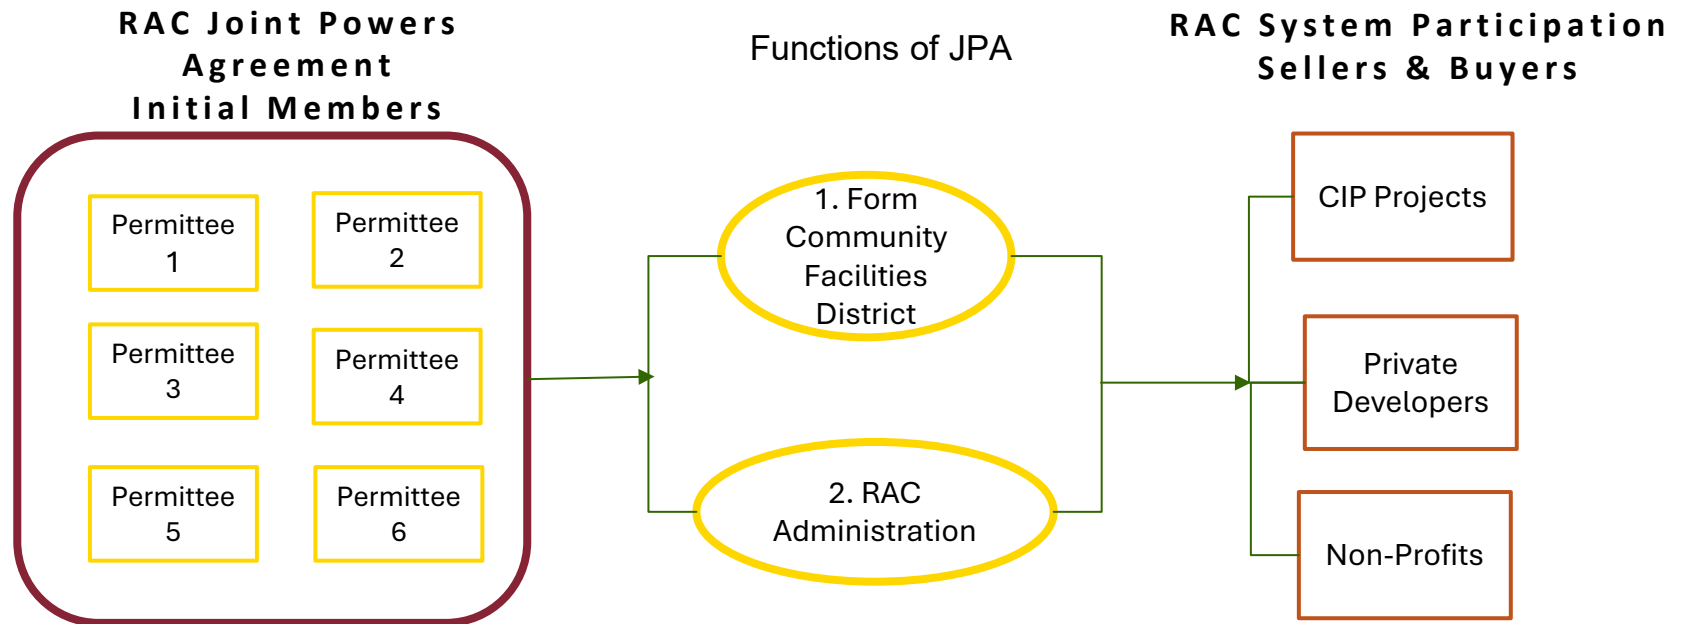 RAC Joint Powers
Agreement
Initial Members
Permittee
1
Permittee
2
Permittee
3
Permittee
4
Permittee
5
Permittee
6
Functions of JPA
1. Form
Community
Facilities
District
2. RAC
Administration
RAC System Participation
Sellers & Buyers
CIP Projects
Private
Developers
Non-Profits